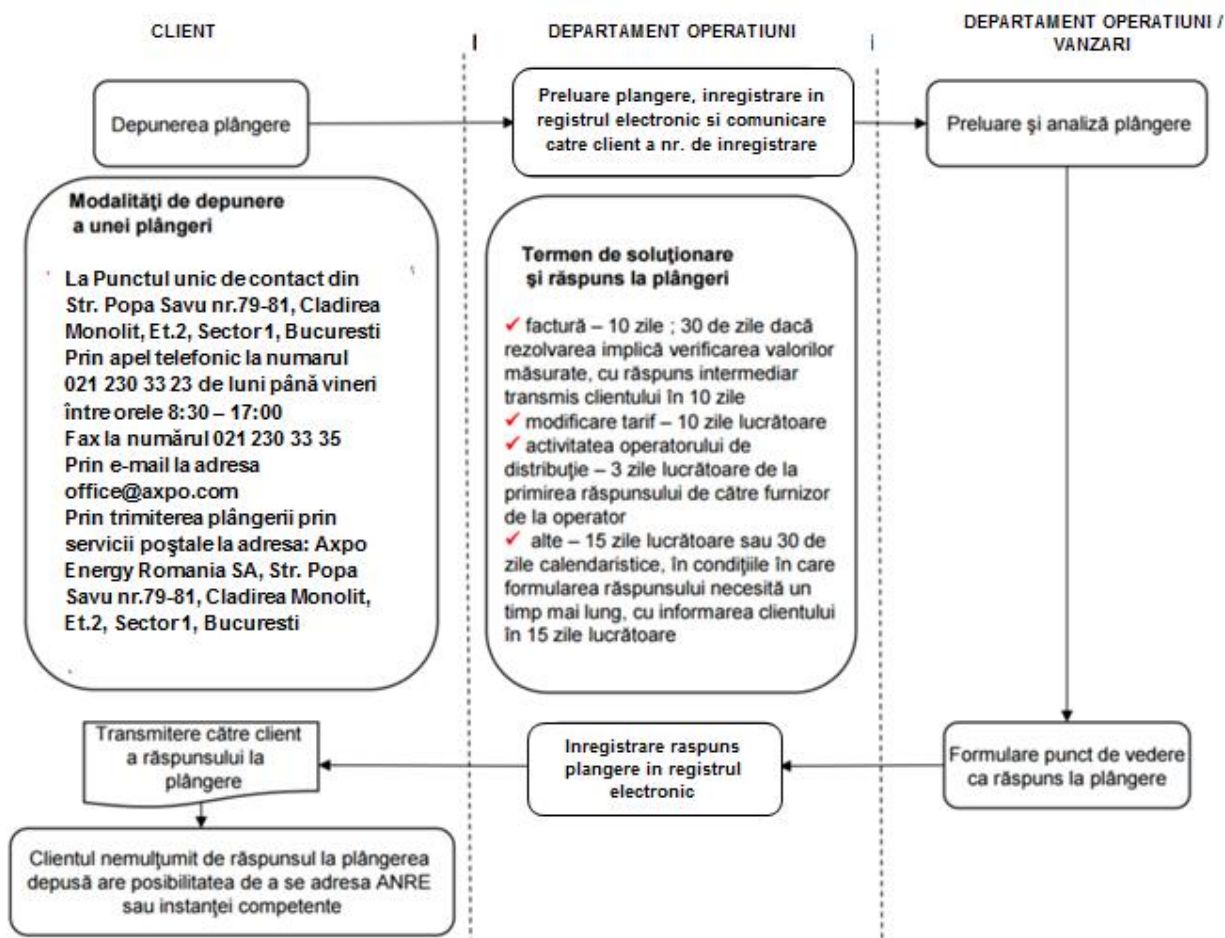 CLIENT
DEPARTAMENT OPERATIUNI
DEPARTAMENT OPERATIUNI /
VANZARI
Depunerea plângere
Preluare plangere, inregistrare in
registrul electronic si comunicare
catre client a nr. de inregistrare
Preluare şi analiză plângere
Modalităţi de depunere
a unei plângeri
La Punctul unic de contact din
Str. Popa Savu nr.79-81, Cladirea
Monolit, Et.2, Sector 1, Bucuresti
Prin apel telefonic la numarul
021 230 33 23 de luni până vineri
între orele 8:30 – 17:00
Fax la numărul 021 230 33 35
Prin e-mail la adresa
office@axpo.com
Prin trimiterea plângerii prin
servicii poştale la adresa: Axpo
Energy Romania SA, Str. Popa
Savu nr.79-81, Cladirea Monolit,
Et.2, Sector 1, Bucuresti
Termen de soluţionare
şi răspuns la plângeri
✓ factură – 10 zile ; 30 de zile dacă
rezolvarea implică verificarea valorilor
măsurate, cu răspuns intermediar
transmis clientului în 10 zile
✓ modificare tarif – 10 zile lucrătoare
✓ activitatea operatorului de
distribuţie – 3 zile lucrătoare de la
primirea răspunsului de către furnizor
de la operator
✓ alte – 15 zile lucrătoare sau 30 de
zile calendaristice, în condiţiile în care
formularea răspunsului necesită un
timp mai lung, cu informarea clientului
în 15 zile lucrătoare
Transmitere către client
a răspunsului la
plângere
Inregistrare raspuns
plangere in registrul
electronic
Formulare punct de vedere
ca răspuns la plângere
Clientul nemulţumit de răspunsul la plângerea
depusă are posibilitatea de a se adresa ANRE
sau instanţei competente